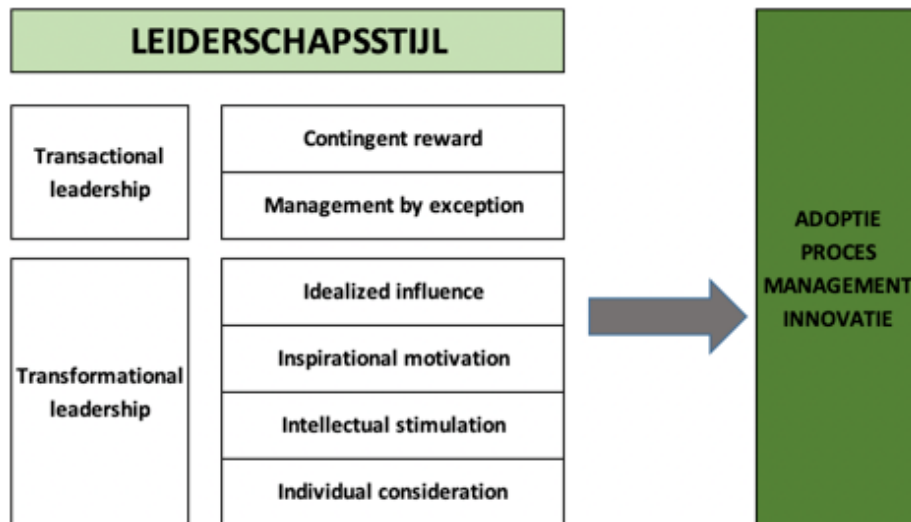 LEIDERSCHAPSSTIJL
Transactional
leadership
Contingent reward
Management by exception
Transformational
leadership
Idealized influence
Inspirational motivation
Intellectual stimulation
Individual consideration
ADOPTIE
PROCES
MANAGEMENT
INNOVATIE